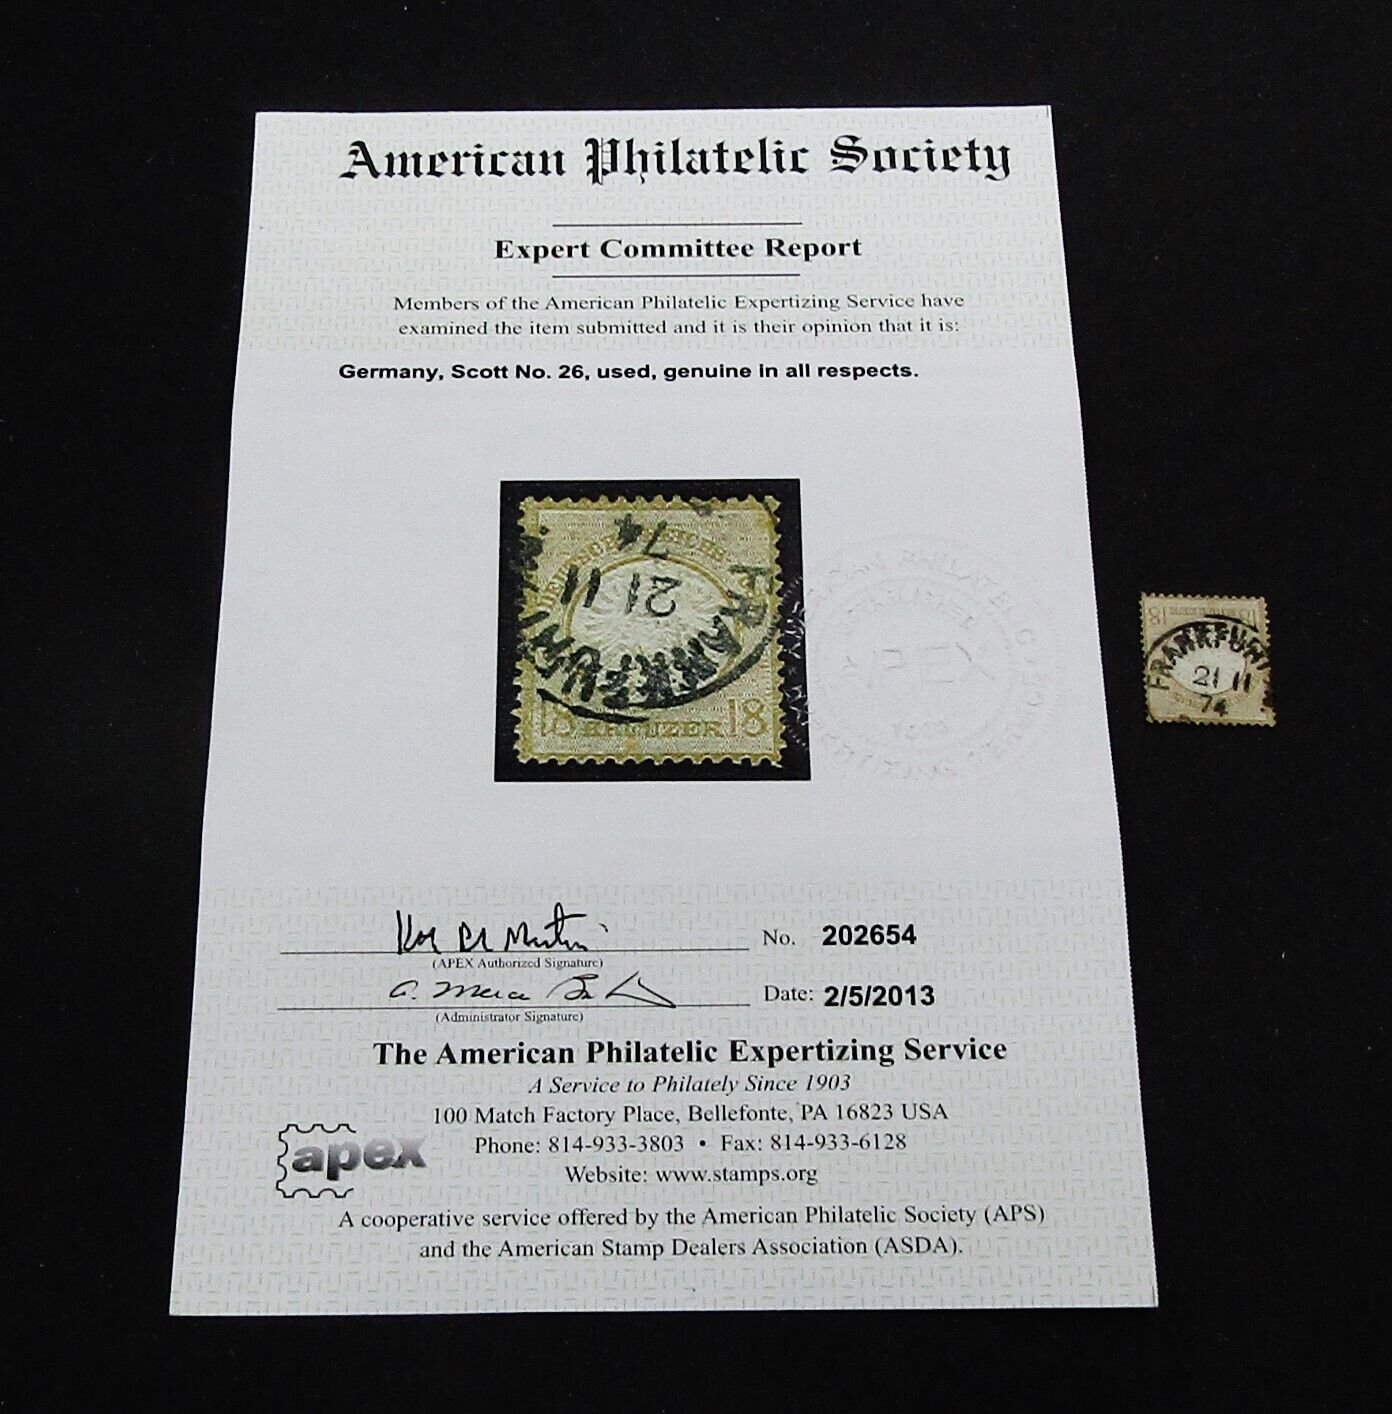 American Philatelic Society
Expert Committee Report
Members of the American Philatelic Expertizing Service have
examined the item submitted and it is their opinion that it is:
Germany, Scott No. 26, used, genuine in all respects.
74
21 11
FRANKFURT
18 KREUZER 18
18 18
FRANKFURT
21 11
74
No. 202654
(APEX Authorized Signature)
Date: 2/5/2013
(Administrator Signature)
The American Philatelic Expertizing Service
A Service to Philately Since 1903
100 Match Factory Place, Bellefonte, PA 16823 USA
Phone: 814-933-3803 • Fax: 814-933-6128
Website: www.stamps.org
apex
A cooperative service offered by the American Philatelic Society (APS)
and the American Stamp Dealers Association (ASDA).